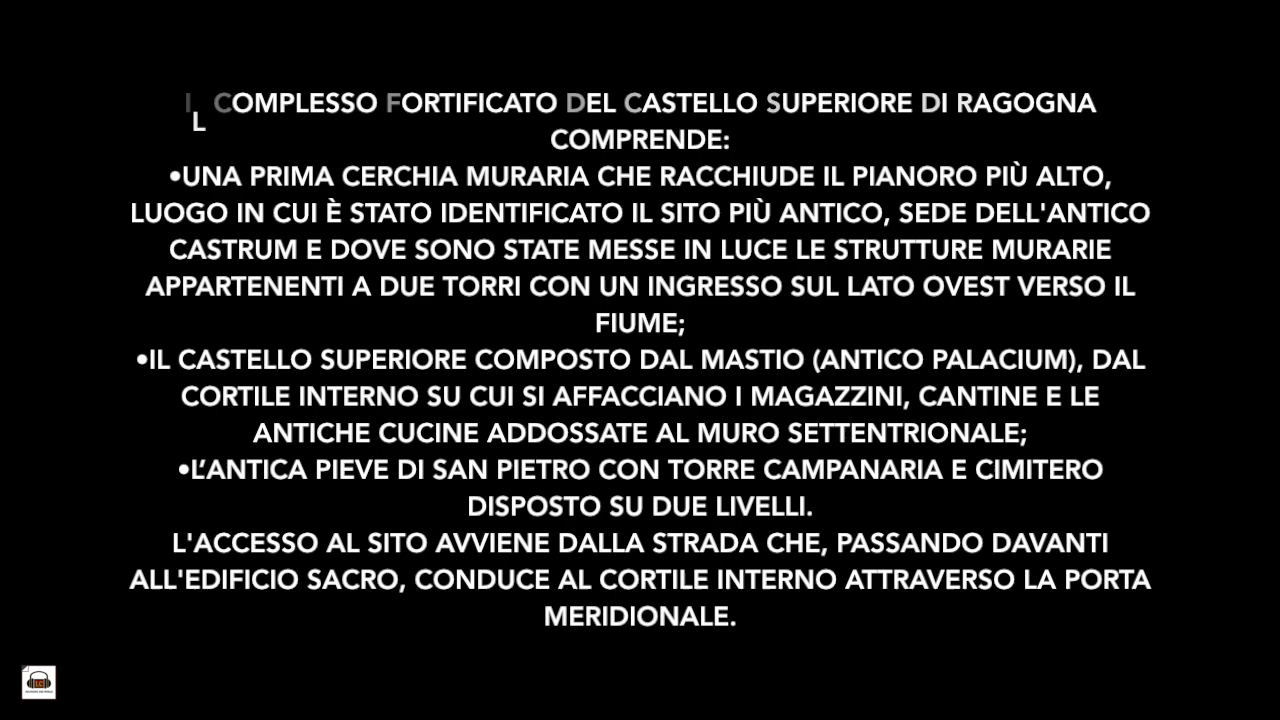 IL COMPLESSO FORTIFICATO DEL CASTELLO SUPERIORE DI RAGOGNA
COMPRENDE:
•UNA PRIMA CERCHIA MURARIA CHE RACCHIUDE IL PIANORO PIÙ ALTO,
LUOGO IN CUI È STATO IDENTIFICATO IL SITO PIÙ ANTICO, SEDE DELL'ANTICO
CASTRUM E DOVE SONO STATE MESSE IN LUCE LE STRUTTURE MURARIE
APPARTENENTI A DUE TORRI CON UN INGRESSO SUL LATO OVEST VERSO IL
FIUME;
•IL CASTELLO SUPERIORE COMPOSTO DAL MASTIO (ANTICO PALACIUM), DAL
CORTILE INTERNO SU CUI SI AFFACCIANO I MAGAZZINI, CANTINE E LE
ANTICHE CUCINE ADDOSSATE AL MURO SETTENTRIONALE;
•L’ANTICA PIEVE DI SAN PIETRO CON TORRE CAMPANARIA E CIMITERO
DISPOSTO SU DUE LIVELLI.
L'ACCESSO AL SITO AVVIENE DALLA STRADA CHE, PASSANDO DAVANTI
ALL'EDIFICIO SACRO, CONDUCE AL CORTILE INTERNO ATTRAVERSO LA PORTA
MERIDIONALE.